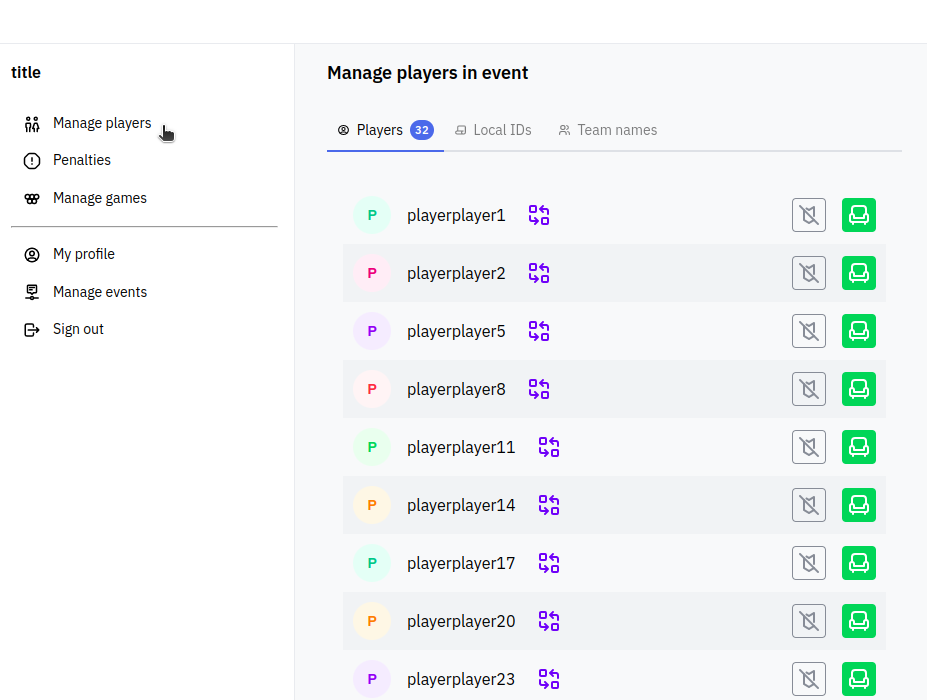 title
Manage players
Penalties
Manage games
My profile
Manage events
Sign out
Manage players in event
Players 32 Local IDs Team names
P playerplayer1
P playerplayer2
P playerplayer5
P playerplayer8
P playerplayer11
P playerplayer14
P playerplayer17
P playerplayer20
P playerplayer23